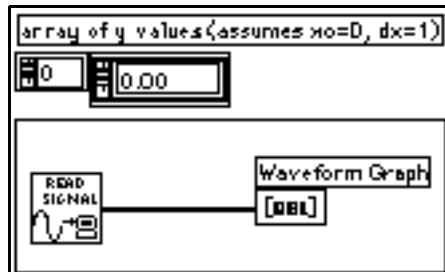 array of y values (assumes xo=0, dx=1)
0
0.00
Waveform Graph
READ
SIGNAL
[DBL]